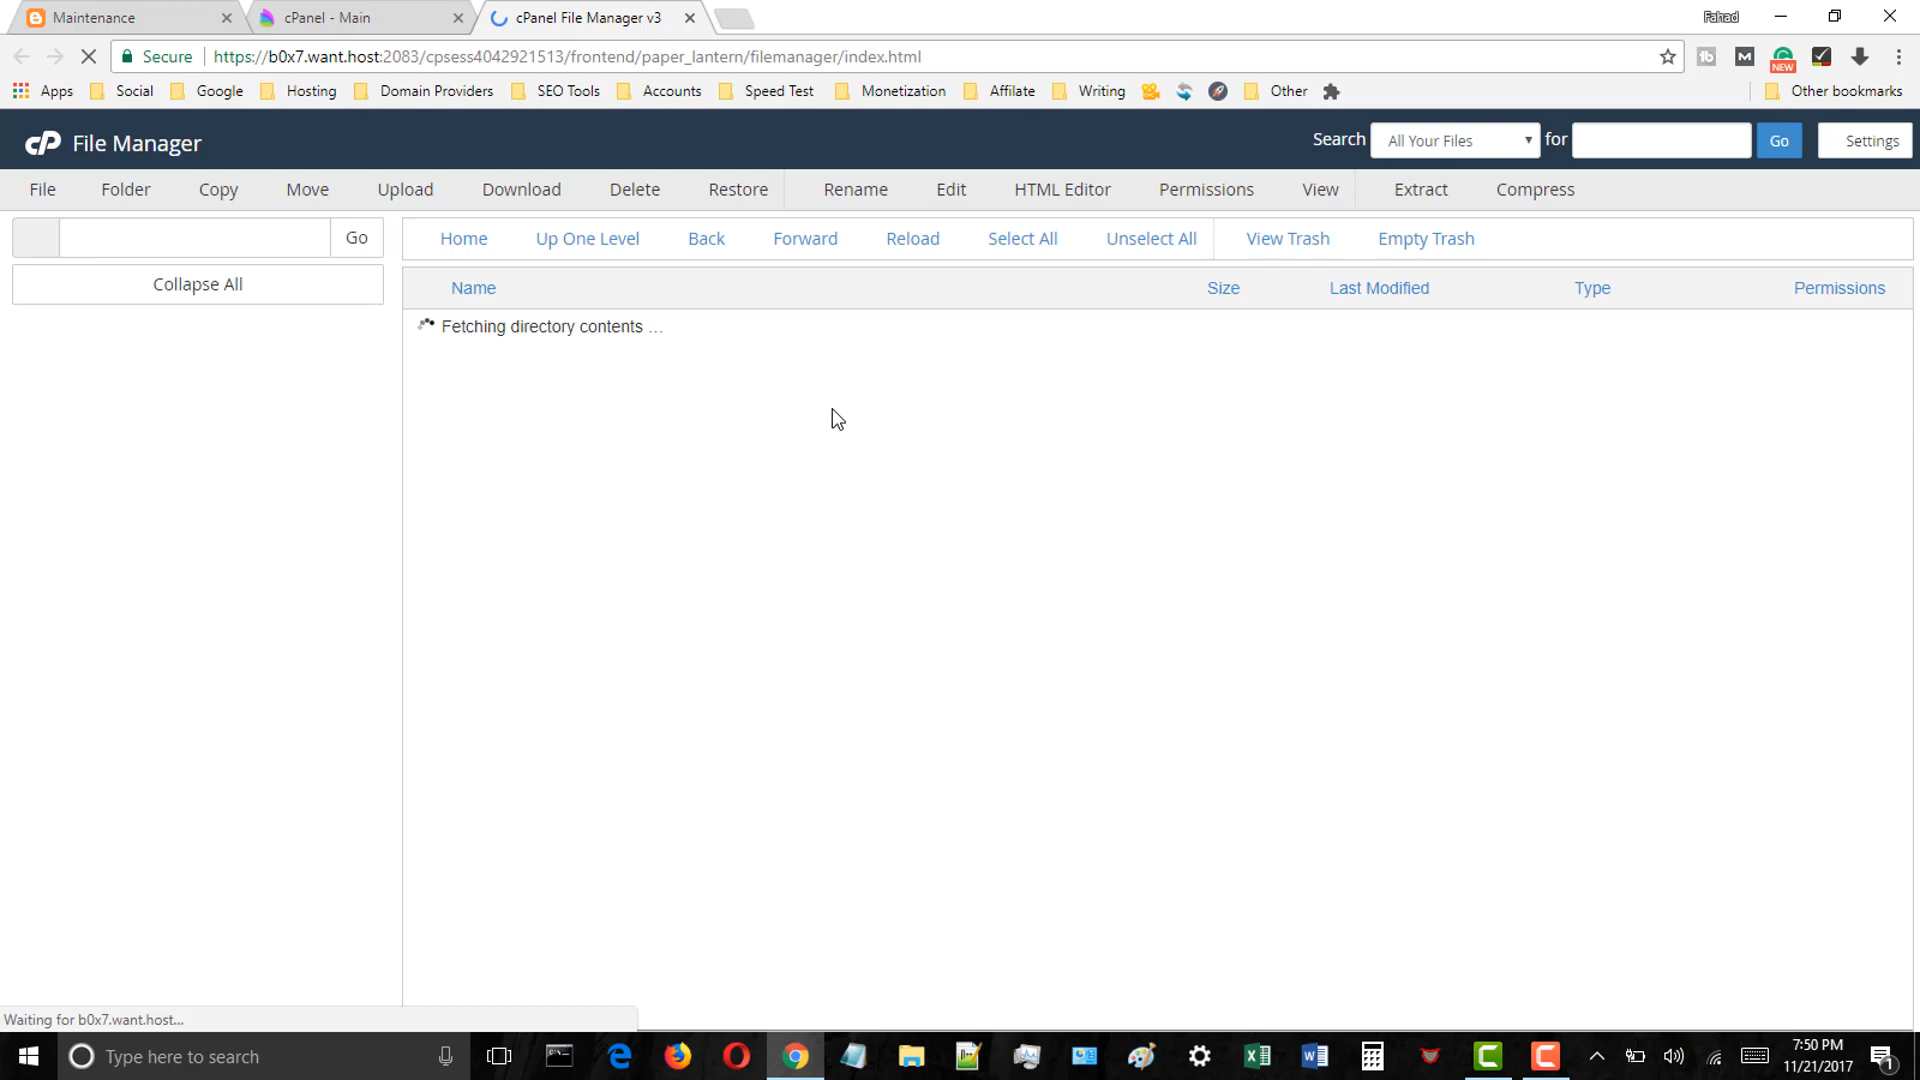 Maintenance
cPanel - Main
cPanel File Manager v3
Fahad
Secure
https://b0x7.want.host:2083/cpsess4042921513/frontend/paper_lantern/filemanager/index.html
NEW
Apps
Social
Google
Hosting
Domain Providers
SEO Tools
Accounts
Speed Test
Monetization
Affilate
Writing
Other
Other bookmarks
cP File Manager
Search All Your Files for Go Settings
File Folder Copy Move Upload Download Delete Restore Rename Edit HTML Editor Permissions View Extract Compress
Go
Collapse All
Home Up One Level Back Forward Reload Select All Unselect All View Trash Empty Trash
Name Size Last Modified Type Permissions
Fetching directory contents …
Waiting for b0x7.want.host...
Type here to search
7:50 PM
11/21/2017
1